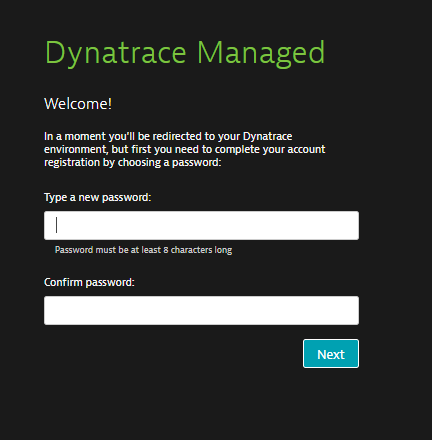 Dynatrace Managed
Welcome!
In a moment you'll be redirected to your Dynatrace
environment, but first you need to complete your account
registration by choosing a password:
Type a new password:
Password must be at least 8 characters long
Confirm password:
Next